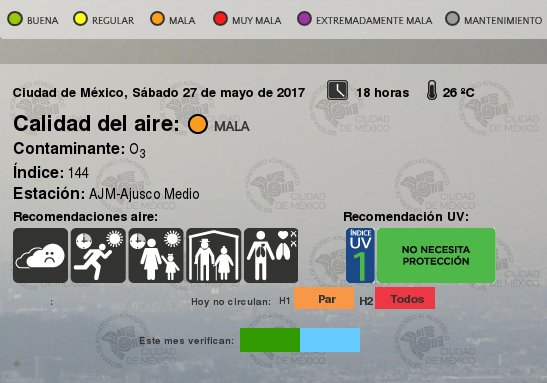 BUENA REGULAR MALA MUY MALA EXTREMADAMENTE MALA MANTENIMIENTO
Ciudad de México, Sábado 27 de mayo de 2017 18 horas 26 ºC
Calidad del aire: MALA
Contaminante: O3
Índice: 144
Estación: AJM-Ajusco Medio
Recomendaciones aire: Recomendación UV:
ÍNDICE
UV
1
NO NECESITA
PROTECCIÓN
: Hoy no circulan: H1 Par H2 Todos
Este mes verifican:
CIUDAD
DE MÉXICO